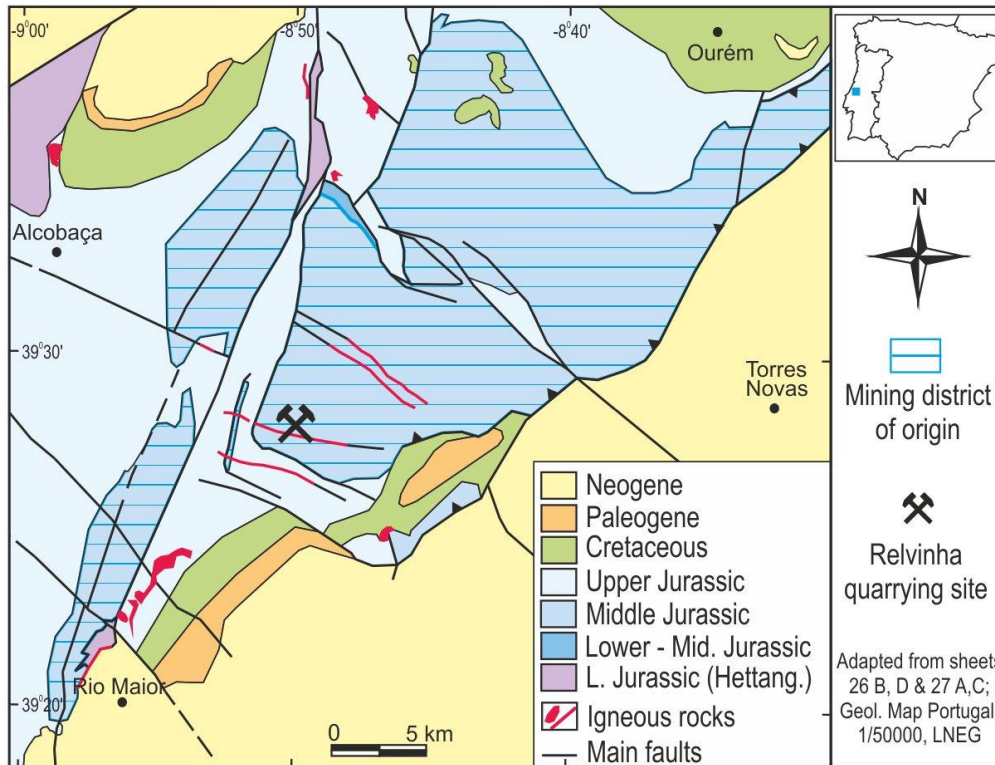 -9°00'
-8°50'
-8°40'
Ourém
Alcobaça
39°30'
Torres
Novas
39°20'
Rio Maior
0 5 km
Neogene
Paleogene
Cretaceous
Upper Jurassic
Middle Jurassic
Lower - Mid. Jurassic
L. Jurassic (Hettang.)
Igneous rocks
Main faults
N
Mining district
of origin
Relvinha
quarrying site
Adapted from sheets
26 B, D & 27 A,C;
Geol. Map Portugal
1/50000, LNEG